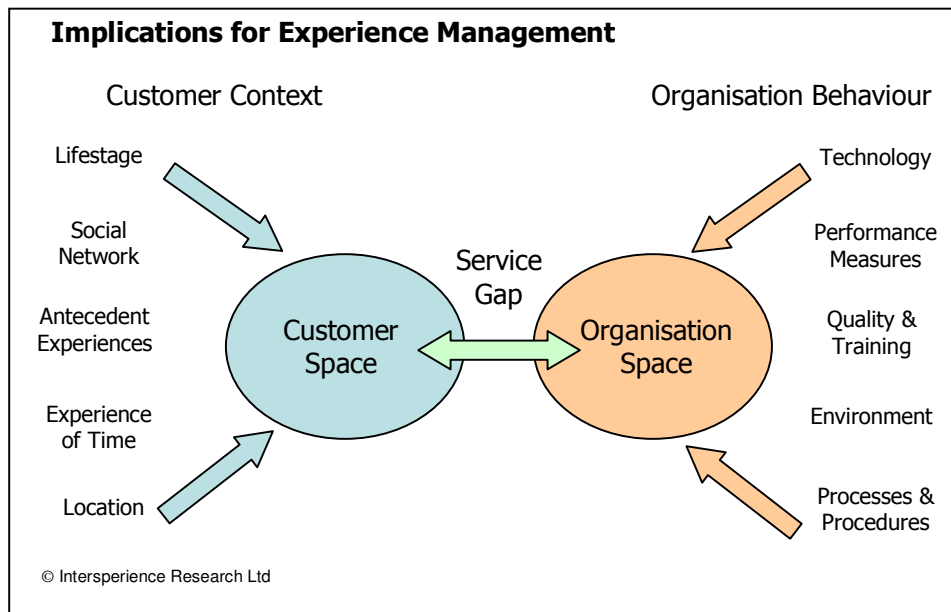 Implications for Experience Management
Customer Context
Organisation Behaviour
Lifestage
Social
Network
Antecedent
Experiences
Experience
of Time
Location
Customer
Space
Service
Gap
Organisation
Space
Technology
Performance
Measures
Quality &
Training
Environment
Processes &
Procedures
© Intersperience Research Ltd